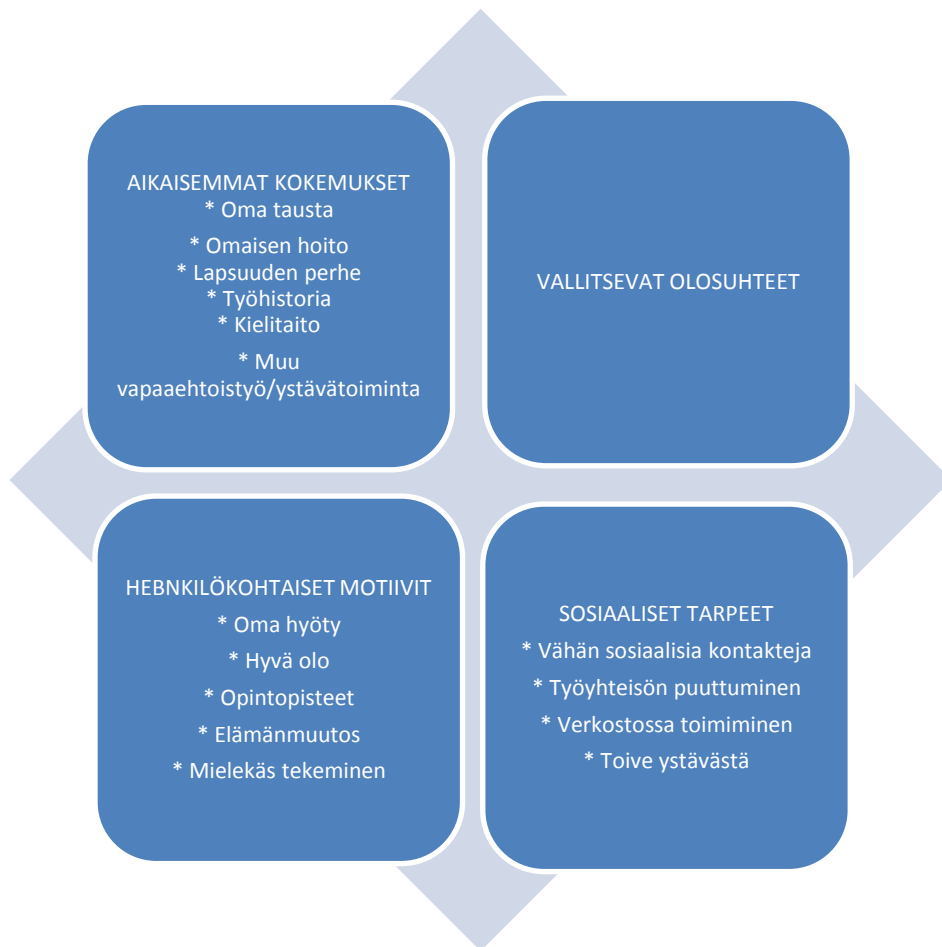 AIKAISEMMAT KOKEMUKSET
* Oma tausta
* Omaisen hoito
* Lapsuuden perhe
* Työhistoria
* Kielitaito
* Muu
vapaaehtoistyö/ystävätoiminta
VALLITSEVAT OLOSUHTEET
HEBNKILÖKOHTAISET MOTIIVIT
* Oma hyöty
* Hyvä olo
* Opintopisteet
* Elämänmuutos
* Mielekäs tekeminen
SOSIAALISET TARPEET
* Vähän sosiaalisia kontakteja
* Työyhteisön puuttuminen
* Verkostossa toimiminen
* Toive ystävästä